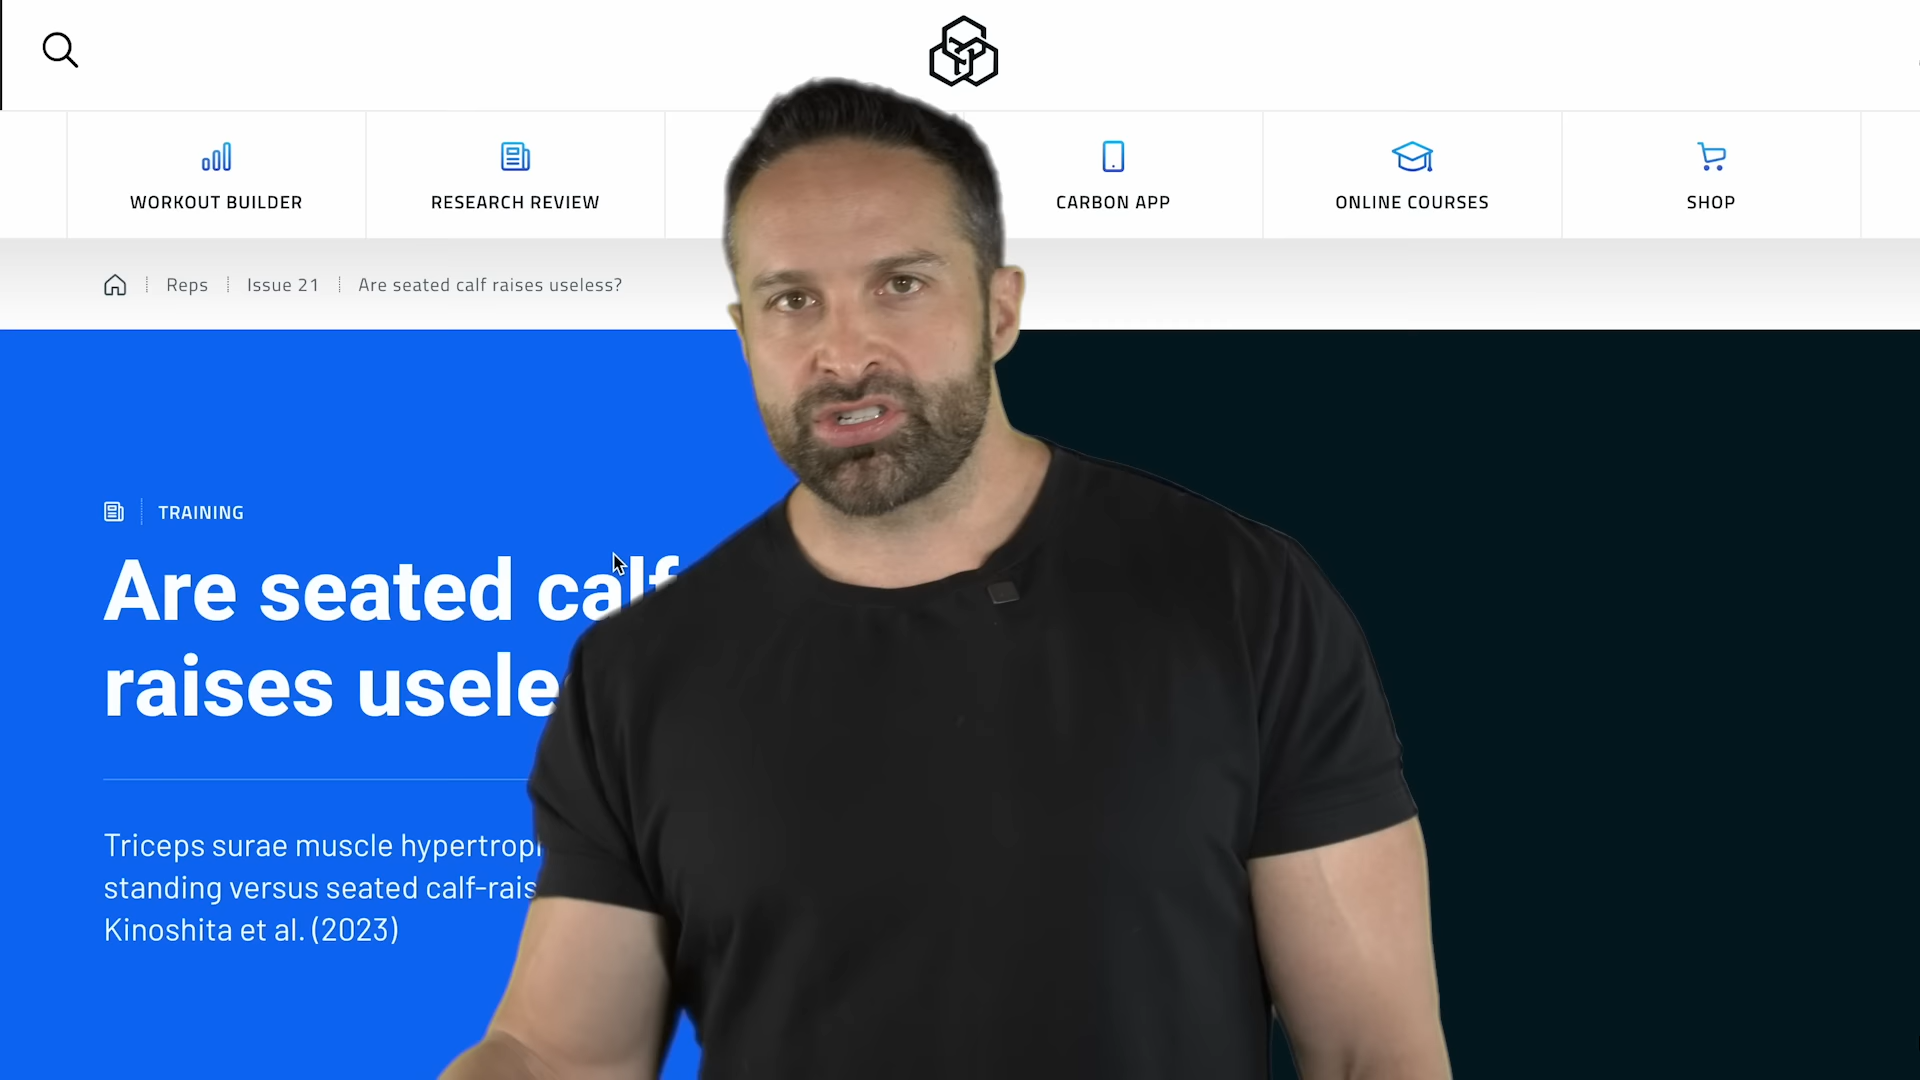 WORKOUT BUILDER
RESEARCH REVIEW
CARBON APP
ONLINE COURSES
SHOP
Reps
Issue 21
Are seated calf raises useless?
TRAINING
Are seated calf
raises usele
Triceps surae muscle hypertrop
standing versus seated calf-rais
Kinoshita et al. (2023)